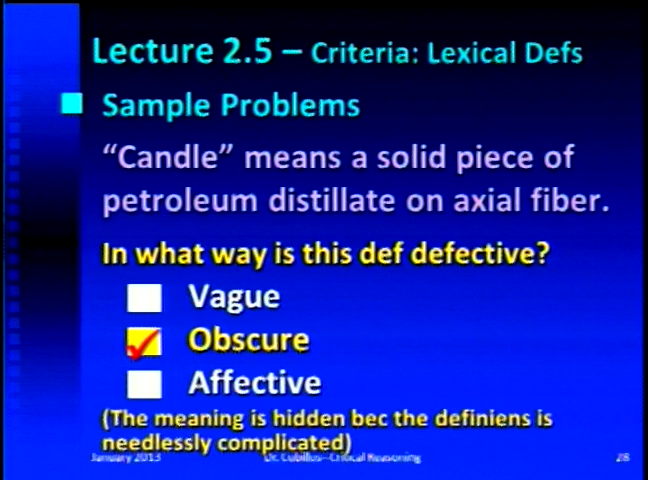 Lecture 2.5 – Criteria: Lexical Defs
Sample Problems
“Candle” means a solid piece of
petroleum distillate on axial fiber.
In what way is this def defective?
Vague
Obscure
Affective
(The meaning is hidden bec the definiens is
needlessly complicated)
January 2013 Dr. Cubillos--Critical Reasoning 28